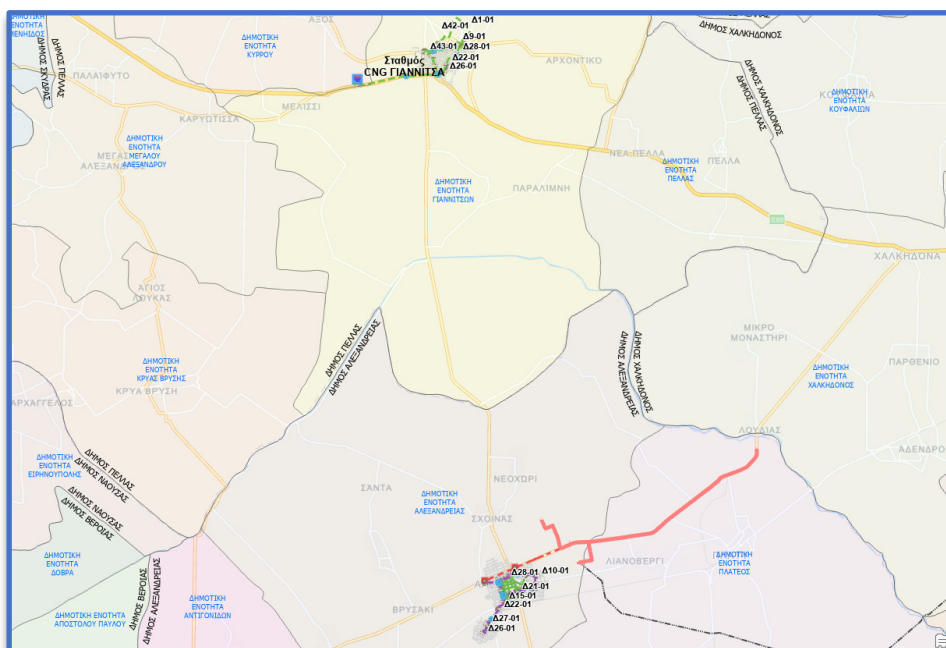 ΔΗΜΟΤΙΚΗ
ΕΝΟΤΗΤΑ
ΜΕΝΗΙΔΟΣ
ΔΗΜΟΣ ΠΕΛΛΑΣ
ΔΗΜΟΣ ΣΚΥΔΡΑΣ
ΠΑΛΑΙΦΥΤΟ
ΑΞΟΣ
ΔΗΜΟΤΙΚΗ
ΕΝΟΤΗΤΑ
ΚΥΡΡΟΥ
Δ42-01
Δ1-01
Δ9-01
Δ43-01
Δ28-01
Δ22-01
Δ26-01
Σταθμός
CNG ΓΙΑΝΝΙΤΣΑ
ΑΡΧΟΝΤΙΚΟ
ΔΗΜΟΣ ΧΑΛΚΗΔΟΝΟΣ
ΔΗΜΟΣ ΧΑΛΚΗΔΟΝΟΣ
ΔΗΜΟΣ ΠΕΛΛΑΣ
ΔΗΜΟΤΙΚΗ
ΕΝΟΤΗΤΑ
ΚΟΥΦΑΛΙΩΝ
ΜΕΛΙΣΣΙ
ΚΑΡΥΩΤΙΣΣΑ
ΔΗΜΟΤΙΚΗ
ΕΝΟΤΗΤΑ
ΜΕΓΑΛΟΥ
ΑΛΕΞΑΝΔΡΟΥ
ΜΕΓΑΣ
ΑΛΕΞΑΝΔΡΟΣ
ΔΗΜΟΤΙΚΗ
ΕΝΟΤΗΤΑ
ΓΙΑΝΝΙΤΣΩΝ
ΠΑΡΑΛΙΜΝΗ
ΝΕΑ ΠΕΛΛΑ
ΔΗΜΟΤΙΚΗ
ΕΝΟΤΗΤΑ
ΠΕΛΛΑΣ
ΠΕΛΛΑ
ΧΑΛΚΗΔΟΝΑ
ΑΓΙΟΣ
ΛΟΥΚΑΣ
ΔΗΜΟΣ ΠΕΛΛΑΣ
ΔΗΜΟΣ ΑΛΕΞΑΝΔΡΕΙΑΣ
ΔΗΜΟΣ ΧΑΛΚΗΔΟΝΟΣ
ΔΗΜΟΣ ΑΛΕΞΑΝΔΡΕΙΑΣ
ΜΙΚΡΟ
ΜΟΝΑΣΤΗΡΙ
ΠΑΡΘΕΝΙΟ
ΔΗΜΟΤΙΚΗ
ΕΝΟΤΗΤΑ
ΧΑΛΚΗΔΟΝΟΣ
ΔΗΜΟΤΙΚΗ
ΕΝΟΤΗΤΑ
ΚΡΥΑΣ ΒΡΥΣΗΣ
ΚΡΥΑ ΒΡΥΣΗ
ΑΡΧΑΓΓΕΛΟΣ
ΛΟΥΔΙΑΣ
ΑΔΕΝΔΡΟ
ΔΗΜΟΤΙΚΗ
ΕΝΟΤΗΤΑ
ΕΙΡΗΝΟΥΠΟΛΗΣ
ΔΗΜΟΣ ΠΕΛΛΑΣ
ΔΗΜΟΣ ΝΑΟΥΣΑΣ
ΔΗΜΟΣ ΝΑΟΥΣΑΣ
ΔΗΜΟΣ ΒΕΡΟΙΑΣ
ΣΑΝΤΑ
ΝΕΟΧΩΡΙ
ΔΗΜΟΤΙΚΗ
ΕΝΟΤΗΤΑ
ΑΛΕΞΑΝΔΡΕΙΑΣ
ΣΧΟΙΝΑΣ
ΛΙΑΝΟΒΕΡΓΙ
ΔΗΜΟΤΙΚΗ
ΕΝΟΤΗΤΑ
ΠΛΑΤΕΟΣ
ΔΗΜΟΤΙΚΗ
ΕΝΟΤΗΤΑ
ΔΟΒΡΑ
ΔΗΜΟΣ ΒΕΡΟΙΑΣ
ΔΗΜΟΣ ΑΛΕΞΑΝΔΡΕΙΑΣ
Δ28-01
Δ10-01
Δ21-01
Δ15-01
Δ22-01
Δ27-01
Δ26-01
ΒΡΥΣΑΚΙ
ΔΗΜΟΤΙΚΗ
ΕΝΟΤΗΤΑ
ΑΝΤΙΓΟΝΙΔΩΝ
ΔΗΜΟΤΙΚΗ ΕΝΟΤΗΤΑ
ΑΠΟΣΤΟΛΟΥ ΠΑΥΛΟΥ